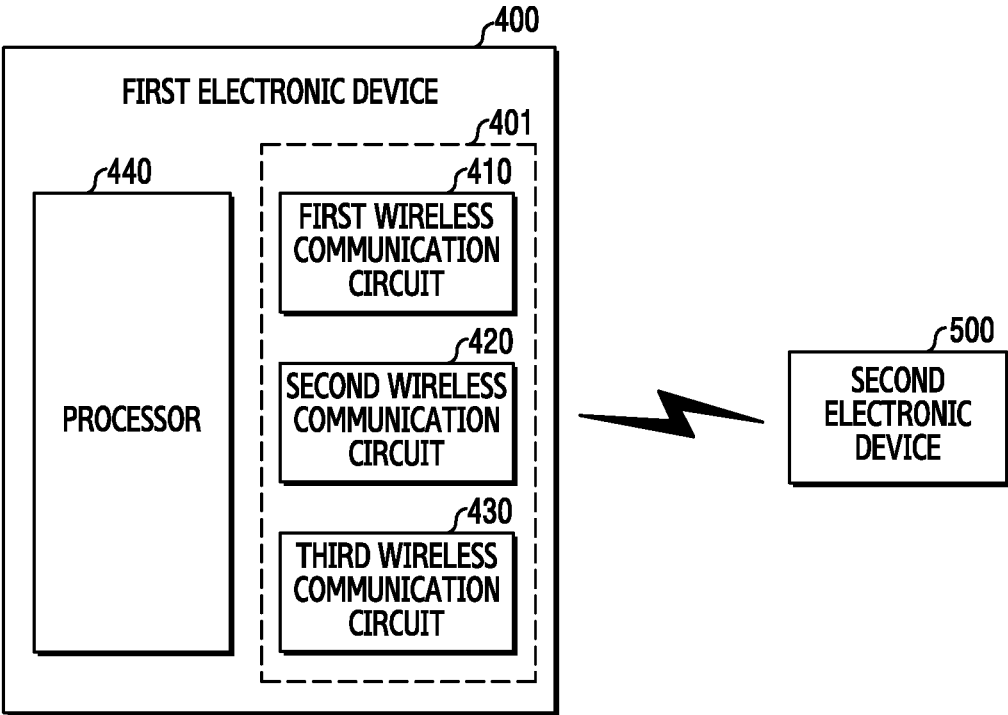 400
FIRST ELECTRONIC DEVICE
401
440
410
FIRST WIRELESS
COMMUNICATION
CIRCUIT
420
SECOND WIRELESS
COMMUNICATION
CIRCUIT
PROCESSOR
430
THIRD WIRELESS
COMMUNICATION
CIRCUIT
500
SECOND
ELECTRONIC
DEVICE